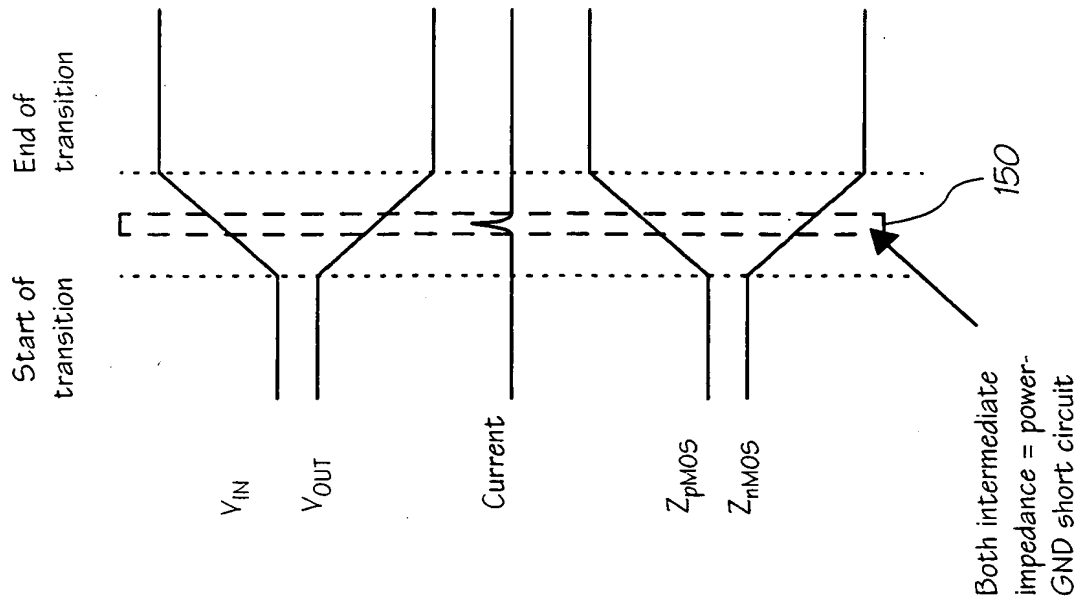 Start of
transition
End of
transition
V_IN
V_OUT
Current
Z_pMOS
Z_nMOS
150
Both intermediate
impedance = power-
GND short circuit